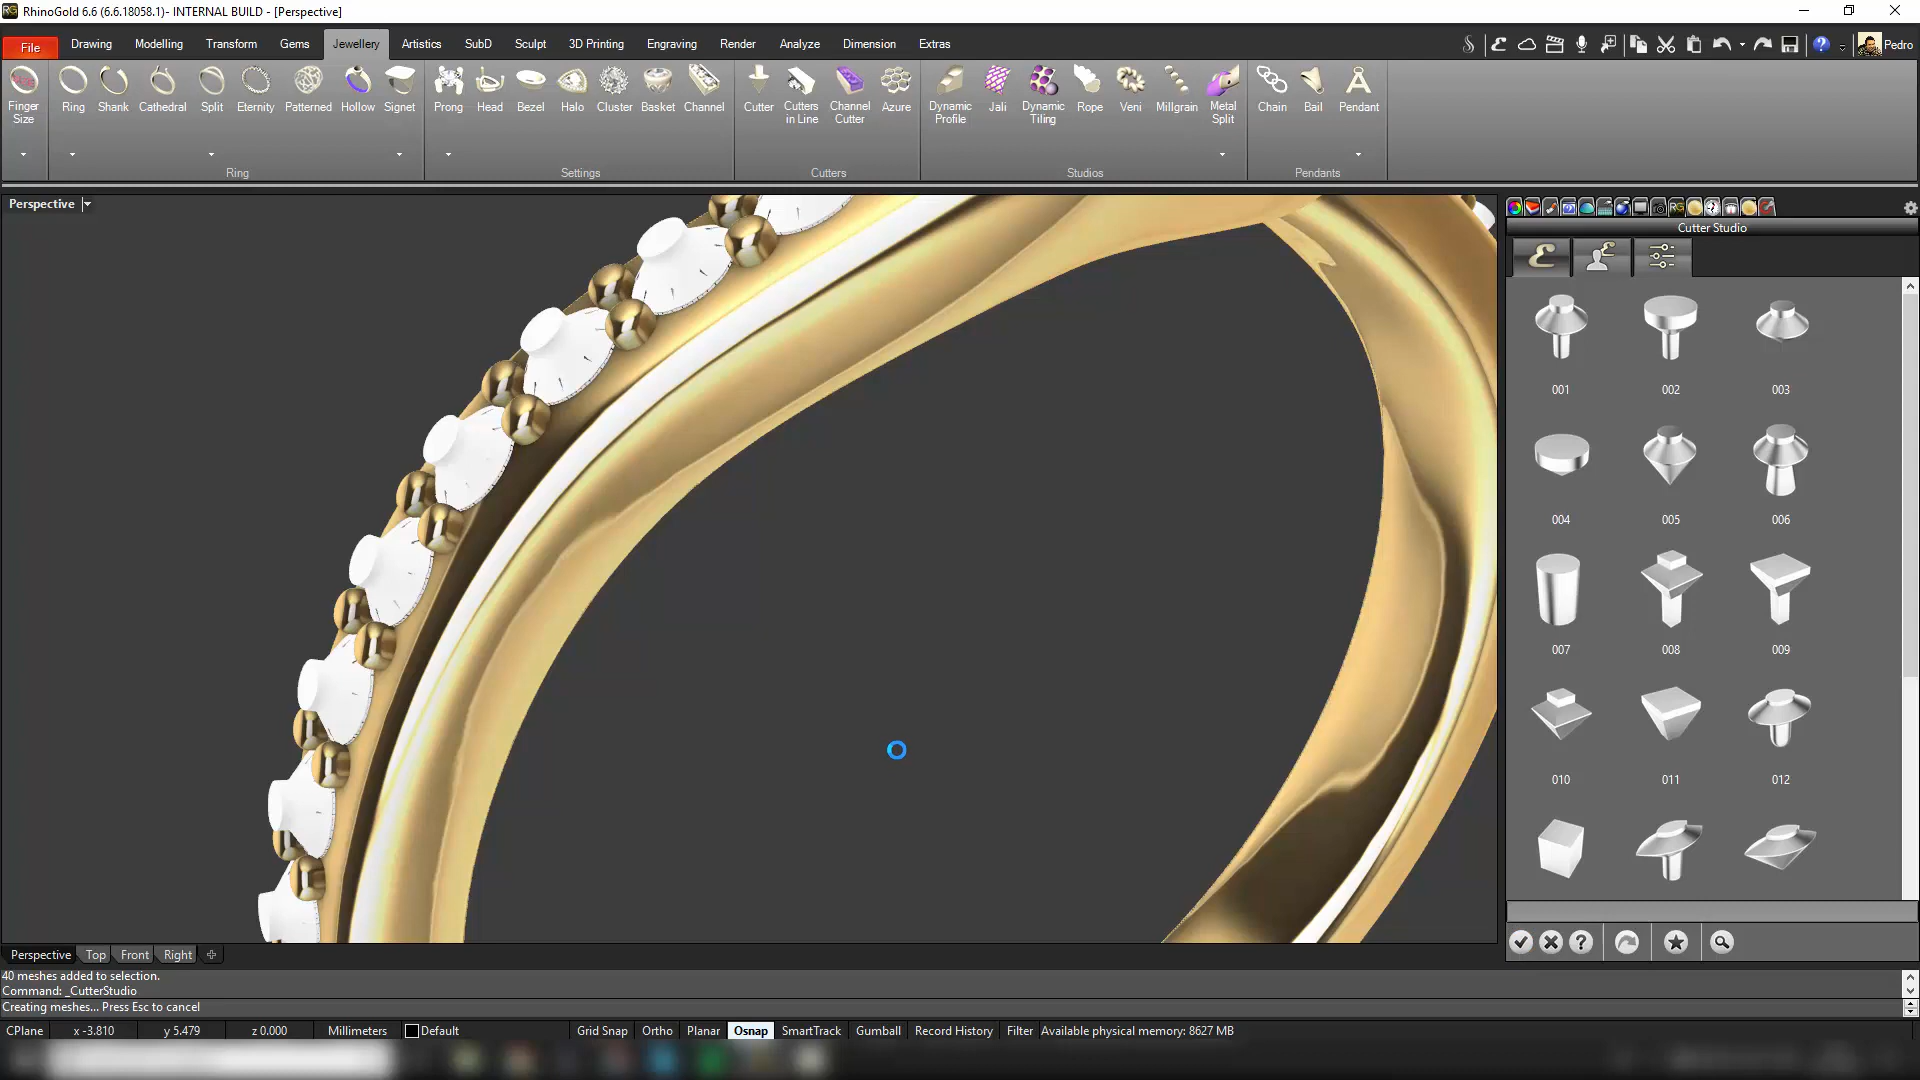 RhinoGold 6.6 (6.6.18058.1)- INTERNAL BUILD - [Perspective]
File Drawing Modelling Transform Gems Jewellery Artistics SubD Sculpt 3D Printing Engraving Render Analyze Dimension Extras Pedro
Finger Size Ring Shank Cathedral Split Eternity Patterned Hollow Signet Prong Head Bezel Halo Cluster Basket Channel Cutter Cutters in Line Channel Cutter Azure Dynamic Profile Jali Dynamic Tiling Rope Veni Millgrain Metal Split Chain Bail Pendant
Ring Settings Cutters Studios Pendants
Perspective
Cutter Studio
001 002 003
004 005 006
007 008 009
010 011 012
Perspective Top Front Right
40 meshes added to selection.
Command: _CutterStudio
Creating meshes... Press Esc to cancel
CPlane x -3.810 y 5.479 z 0.000 Millimeters Default Grid Snap Ortho Planar Osnap SmartTrack Gumball Record History Filter Available physical memory: 8627 MB